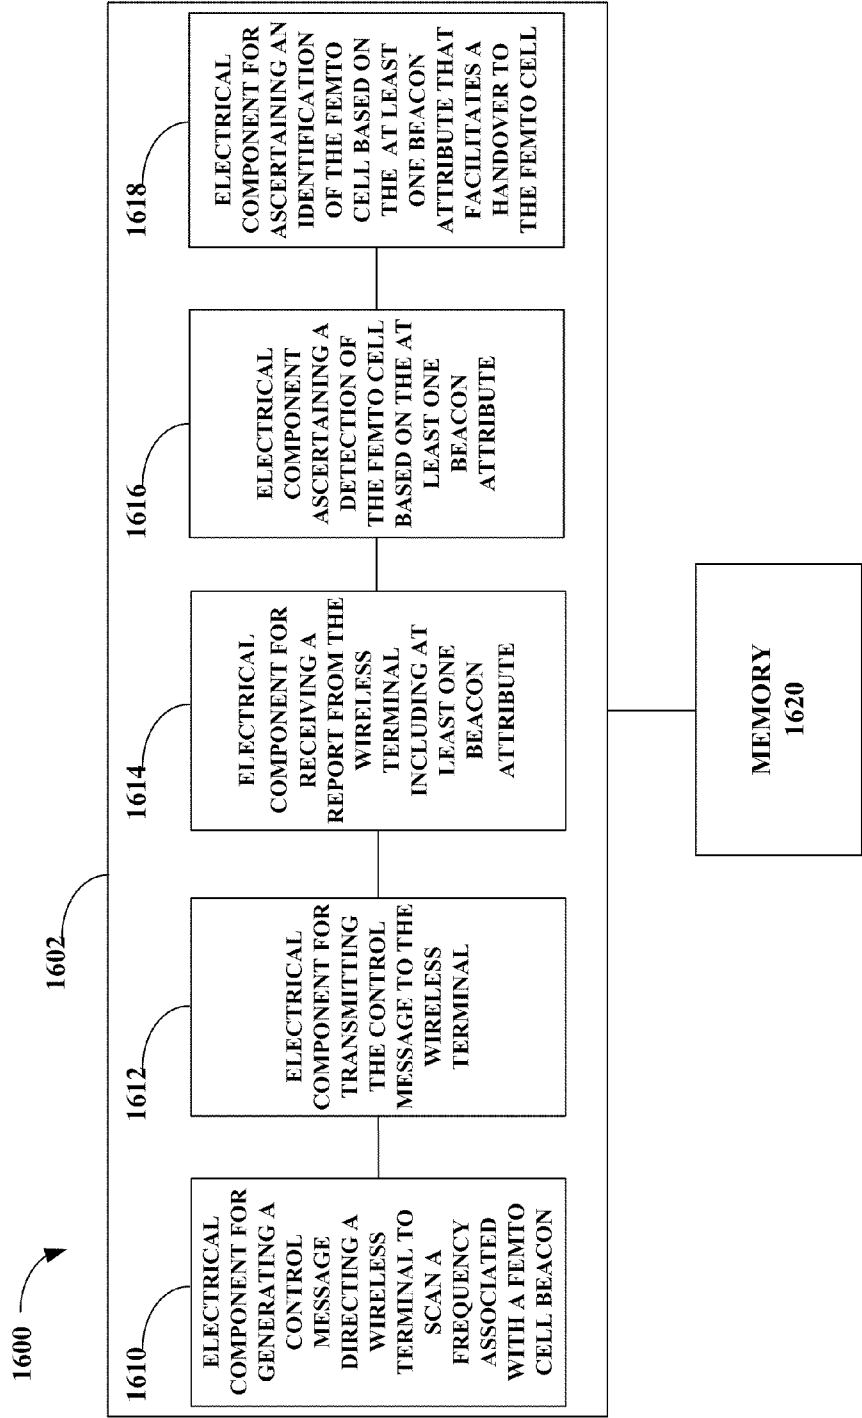 1600
1602
1610
ELECTRICAL
COMPONENT FOR
GENERATING A
CONTROL
MESSAGE
DIRECTING A
WIRELESS
TERMINAL TO
SCAN A
FREQUENCY
ASSOCIATED
WITH A FEMTO
CELL BEACON
1612
ELECTRICAL
COMPONENT FOR
TRANSMITTING
THE CONTROL
MESSAGE TO THE
WIRELESS
TERMINAL
1614
ELECTRICAL
COMPONENT FOR
RECEIVING A
REPORT FROM THE
WIRELESS
TERMINAL
INCLUDING AT
LEAST ONE
BEACON
ATTRIBUTE
1616
ELECTRICAL
COMPONENT
ASCERTAINING A
DETECTION OF
THE FEMTO CELL
BASED ON THE AT
LEAST ONE
BEACON
ATTRIBUTE
1618
ELECTRICAL
COMPONENT FOR
ASCERTAINING AN
IDENTIFICATION
OF THE FEMTO
CELL BASED ON
THE AT LEAST
ONE BEACON
ATTRIBUTE THAT
FACILITATES A
HANDOVER TO
THE FEMTO CELL
MEMORY
1620